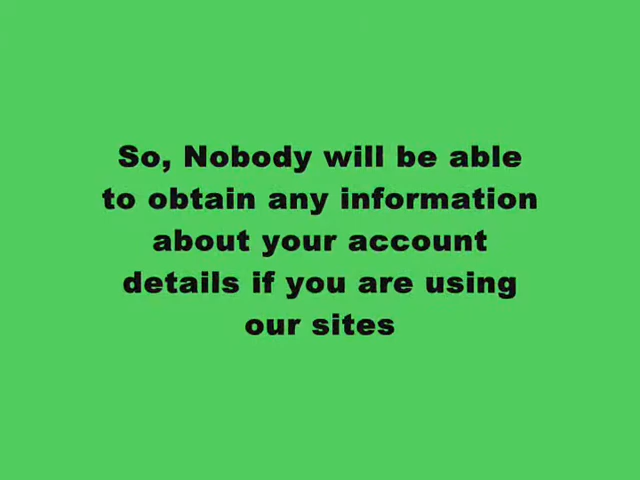 So, Nobody will be able
to obtain any information
about your account
details if you are using
our sites